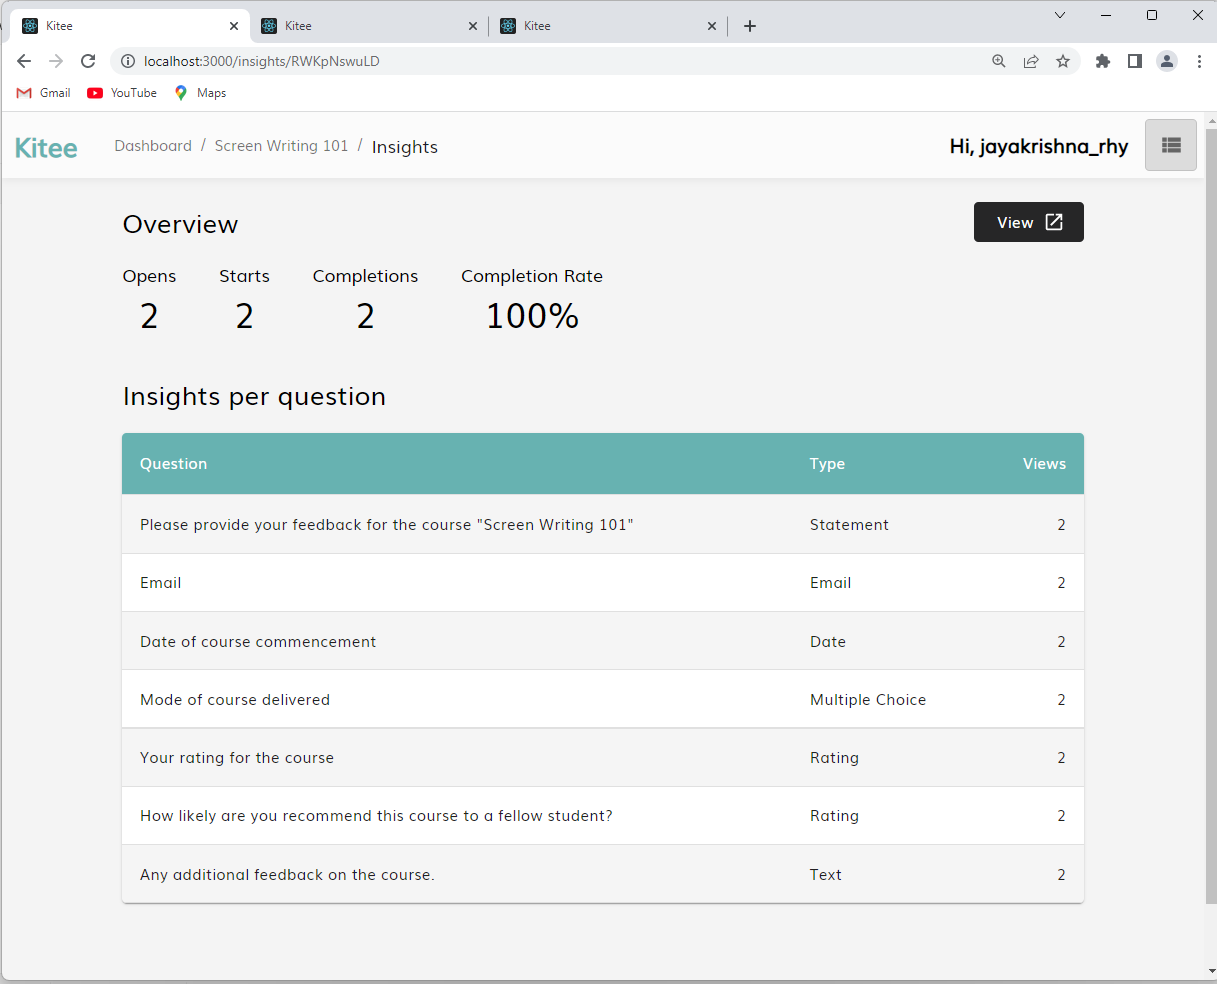 Kitee
Kitee
Kitee
localhost:3000/insights/RWKpNswuLD
Gmail
YouTube
Maps
Kitee
Dashboard / Screen Writing 101 / Insights
Hi, jayakrishna_rhy
Overview
View
Opens Starts Completions Completion Rate
2 2 2 100%
Insights per question
Question Type Views
Please provide your feedback for the course "Screen Writing 101" Statement 2
Email Email 2
Date of course commencement Date 2
Mode of course delivered Multiple Choice 2
Your rating for the course Rating 2
How likely are you recommend this course to a fellow student? Rating 2
Any additional feedback on the course. Text 2